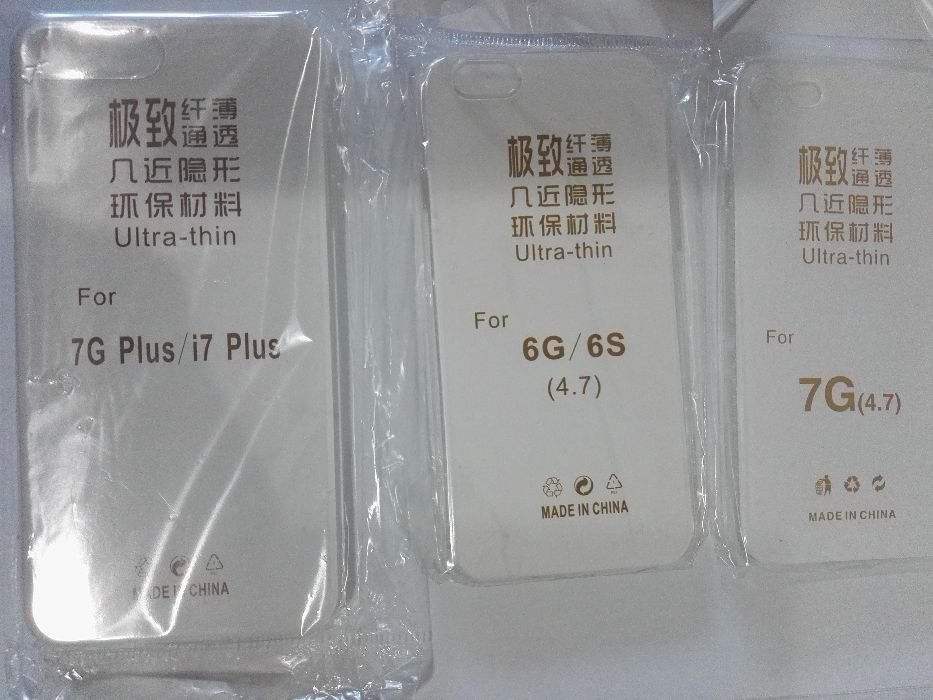 极致纤薄通透
几近隐形
环保材料
Ultra-thin
For
7G Plus/i7 Plus
MADE IN CHINA
极致纤薄通透
几近隐形
环保材料
Ultra-thin
For
6G/6S
(4.7)
MADE IN CHINA
极致纤薄通透
几近隐形
环保材料
Ultra-thin
For
7G(4.7)
MADE IN CHINA